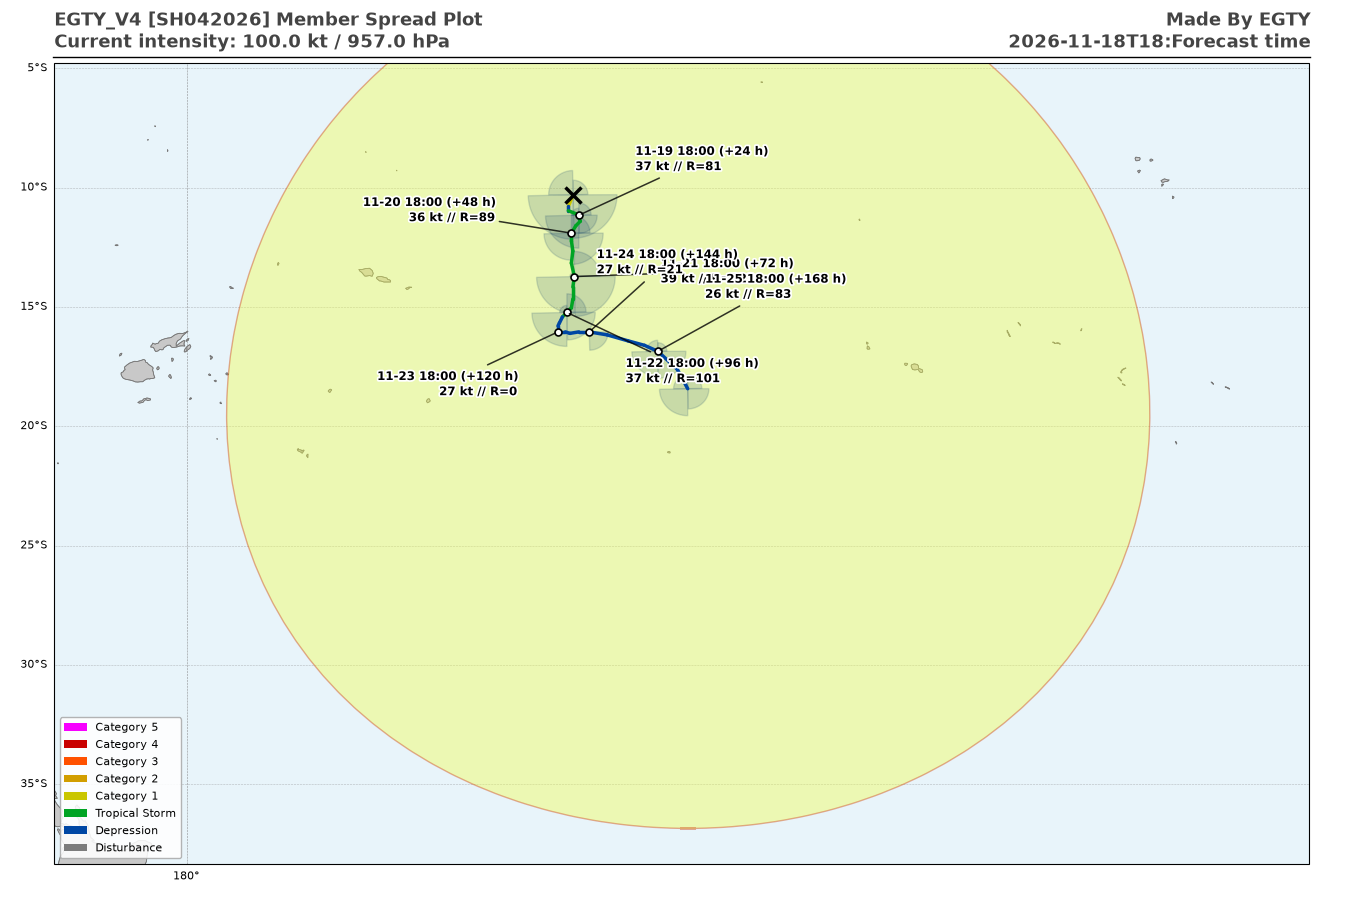 EGTY_V4 [SH042026] Member Spread Plot
Current intensity: 100.0 kt / 957.0 hPa
Made By EGTY
2026-11-18T18:Forecast time
5°S
10°S
15°S
20°S
25°S
30°S
35°S
180°
11-19 18:00 (+24 h)
37 kt // R=81
11-20 18:00 (+48 h)
36 kt // R=89
11-24 18:00 (+144 h)
27 kt // R=21
18:00 (+72 h)
39 kt //
11-25 18:00 (+168 h)
26 kt // R=83
11-22 18:00 (+96 h)
37 kt // R=101
11-23 18:00 (+120 h)
27 kt // R=0
Category 5
Category 4
Category 3
Category 2
Category 1
Tropical Storm
Depression
Disturbance